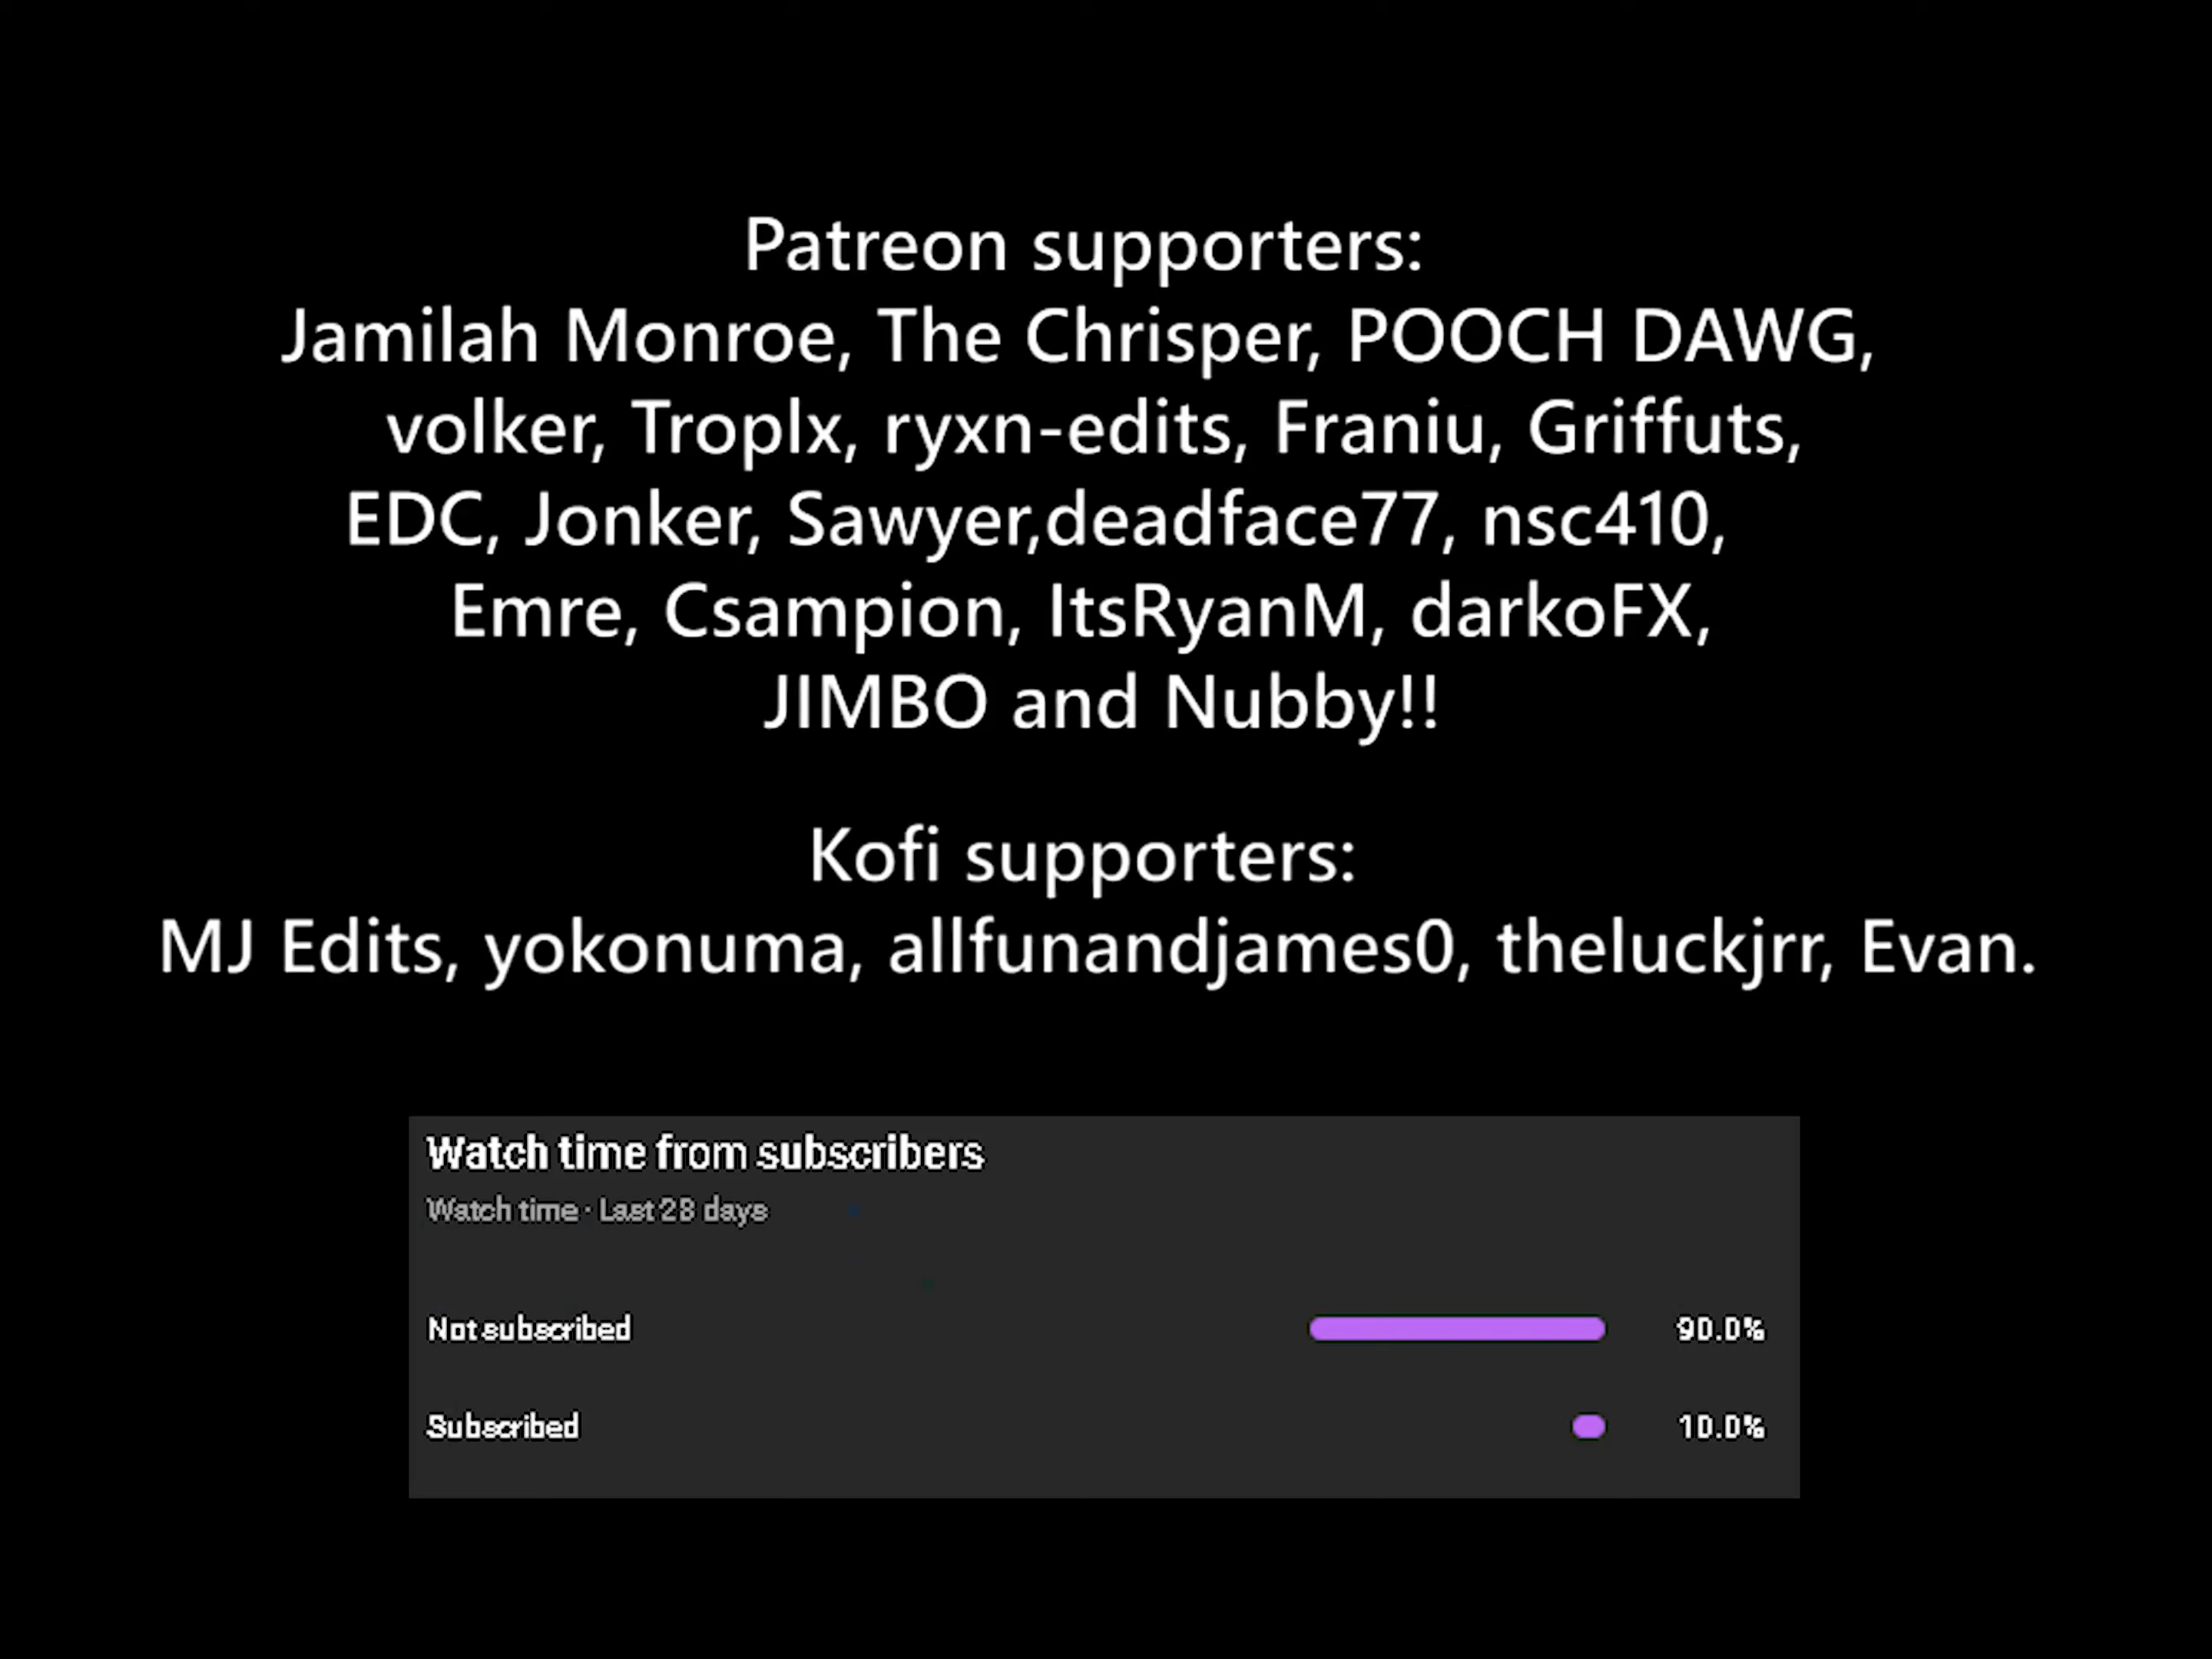 Patreon supporters:
Jamilah Monroe, The Chrisper, POOCH DAWG,
volker, Troplx, ryxn-edits, Franiu, Griffuts,
EDC, Jonker, Sawyer,deadface77, nsc410,
Emre, Csampion, ItsRyanM, darkoFX,
JIMBO and Nubby!!
Kofi supporters:
MJ Edits, yokonuma, allfunandjames0, theluckjrr, Evan.
Watch time from subscribers
Watch time · Last 28 days
Not subscribed 90.0%
Subscribed 10.0%